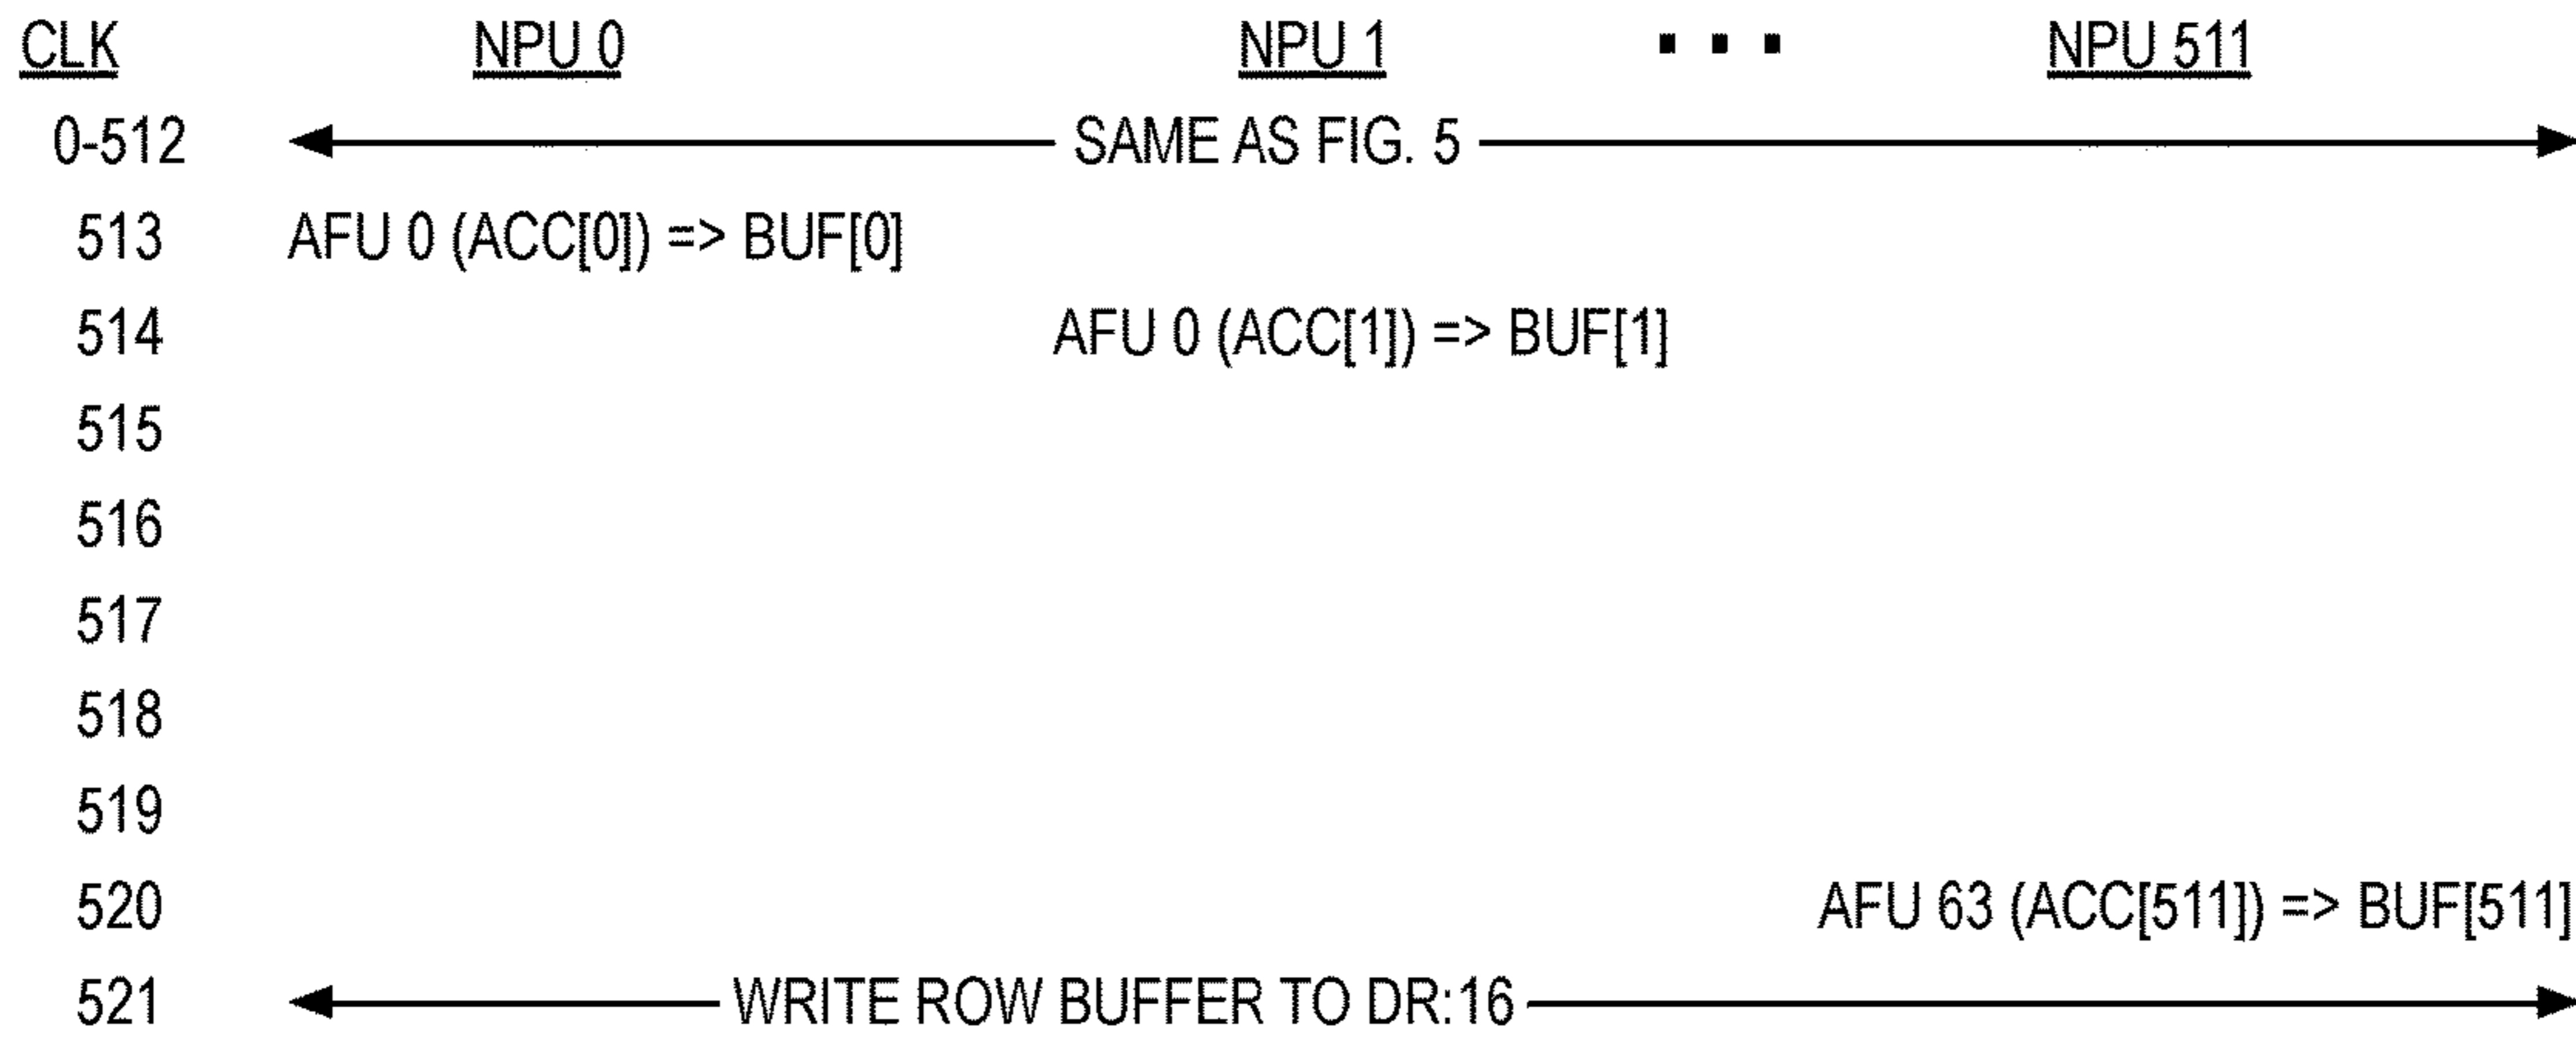 CLK NPU 0 NPU 1 ... NPU 511
0-512 SAME AS FIG. 5
513 AFU 0 (ACC[0]) => BUF[0]
514 AFU 0 (ACC[1]) => BUF[1]
515
516
517
518
519
520 AFU 63 (ACC[511]) => BUF[511]
521 WRITE ROW BUFFER TO DR:16